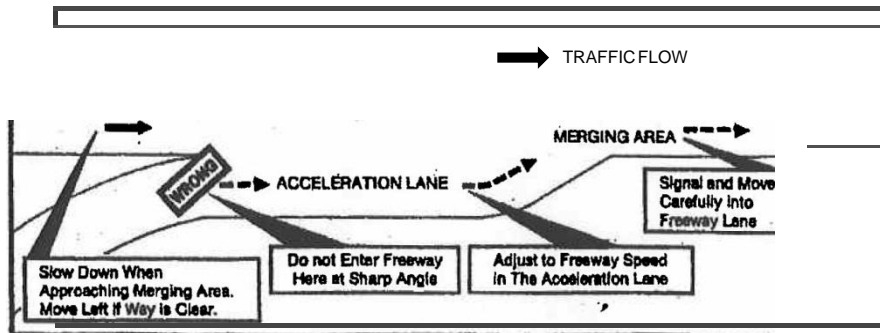 TRAFFIC FLOW
MERGING AREA
WRONG
ACCELERATION LANE
Signal and Move
Carefully Into
Freeway Lane
Do not Enter Freeway
Here at Sharp Angle
Adjust to Freeway Speed
in The Acceleration Lane
Slow Down When
Approaching Merging Area.
Move Left if Way is Clear.